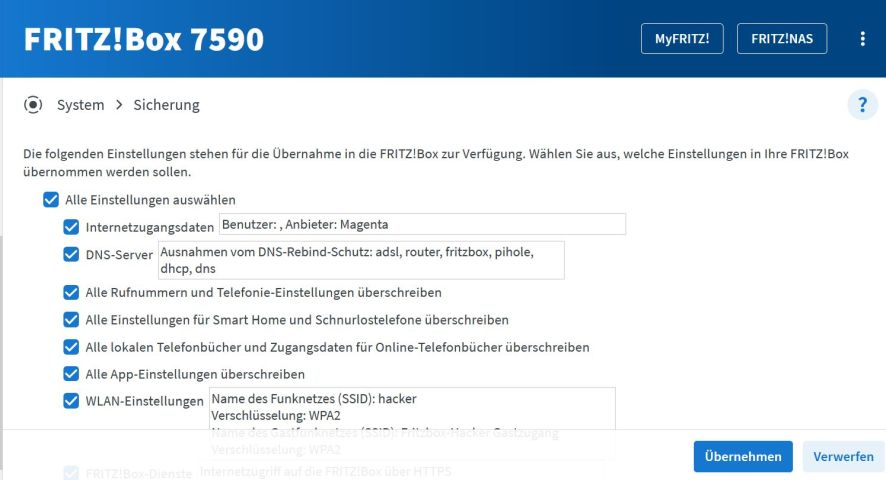 FRITZ!Box 7590
MyFRITZ!
FRITZ!NAS
System > Sicherung
?
Die folgenden Einstellungen stehen für die Übernahme in die FRITZ!Box zur Verfügung. Wählen Sie aus, welche Einstellungen in Ihre FRITZ!Box
übernommen werden sollen.
Alle Einstellungen auswählen
Internetzugangsdaten Benutzer: , Anbieter: Magenta
DNS-Server Ausnahmen vom DNS-Rebind-Schutz: adsl, router, fritzbox, pihole,
dhcp, dns
Alle Rufnummern und Telefonie-Einstellungen überschreiben
Alle Einstellungen für Smart Home und Schnurlostelefone überschreiben
Alle lokalen Telefonbücher und Zugangsdaten für Online-Telefonbücher überschreiben
Alle App-Einstellungen überschreiben
WLAN-Einstellungen Name des Funknetzes (SSID): hacker
Verschlüsselung: WPA2
Name des Gastfunknetzes (SSID): Fritzbox-Hacker Gastzugang
Verschlüsselung: WPA2
FRITZ!Box-Dienste Internetzugriff auf die FRITZ!Box über HTTPS
Übernehmen
Verwerfen